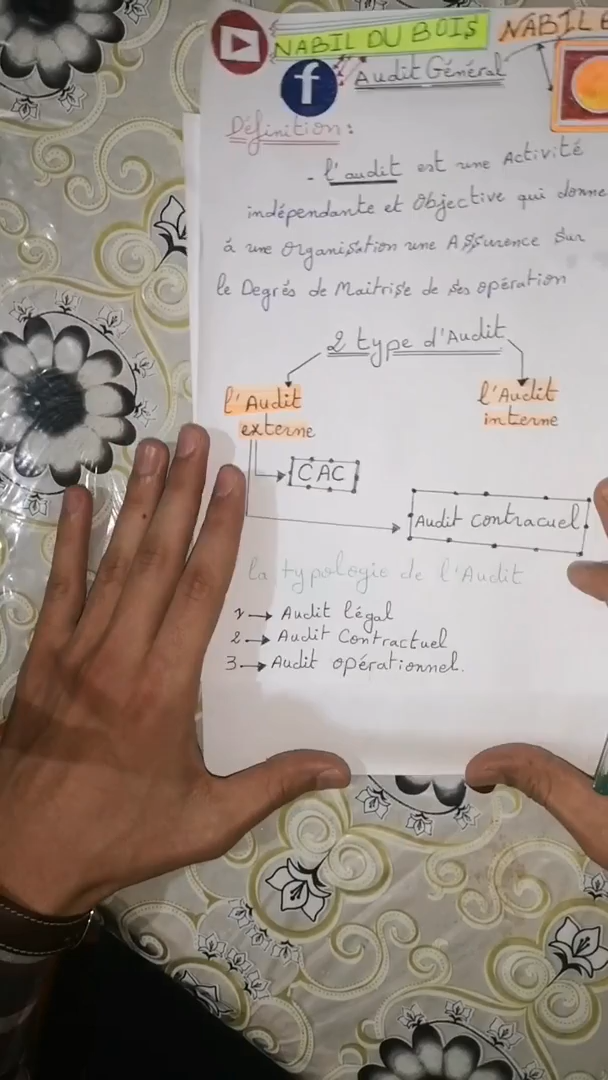 NABIL DU BOIS
NABIL
f
Audit Général
Définition:
- l'audit est une Activité
indépendante et Objective qui donne
à une Organisation une Assurence Sur
le Degrés de Maitrise de ses opération
2 type d'Audit
l'Audit
externe
l'Audit
interne
CAC
Audit Contracuel
la typologie de l'Audit
1 → Audit légal
2 → Audit Contractuel
3 → Audit opérationnel.